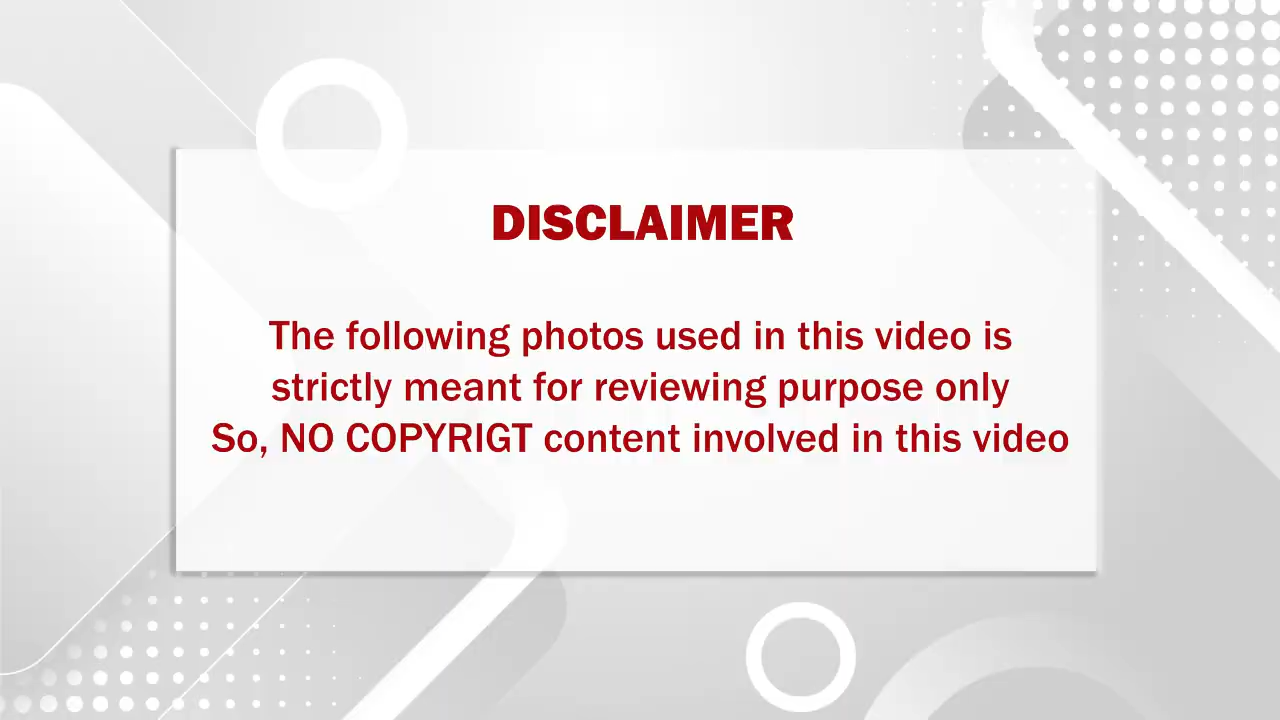 DISCLAIMER
The following photos used in this video is
strictly meant for reviewing purpose only
So, NO COPYRIGT content involved in this video